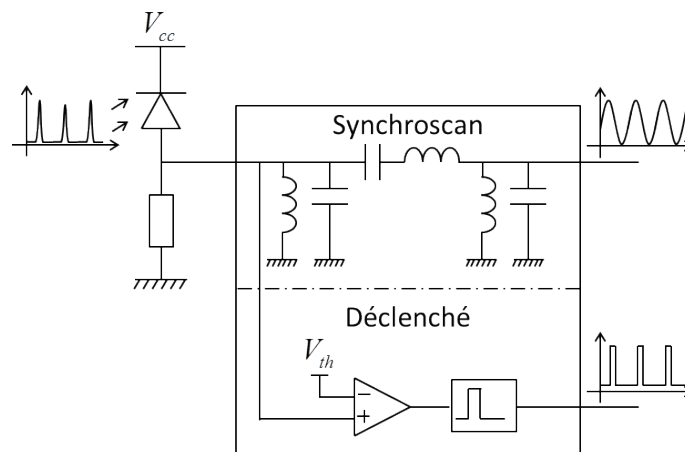 V_cc
Synchroscan
Déclenché
V_th
−
+